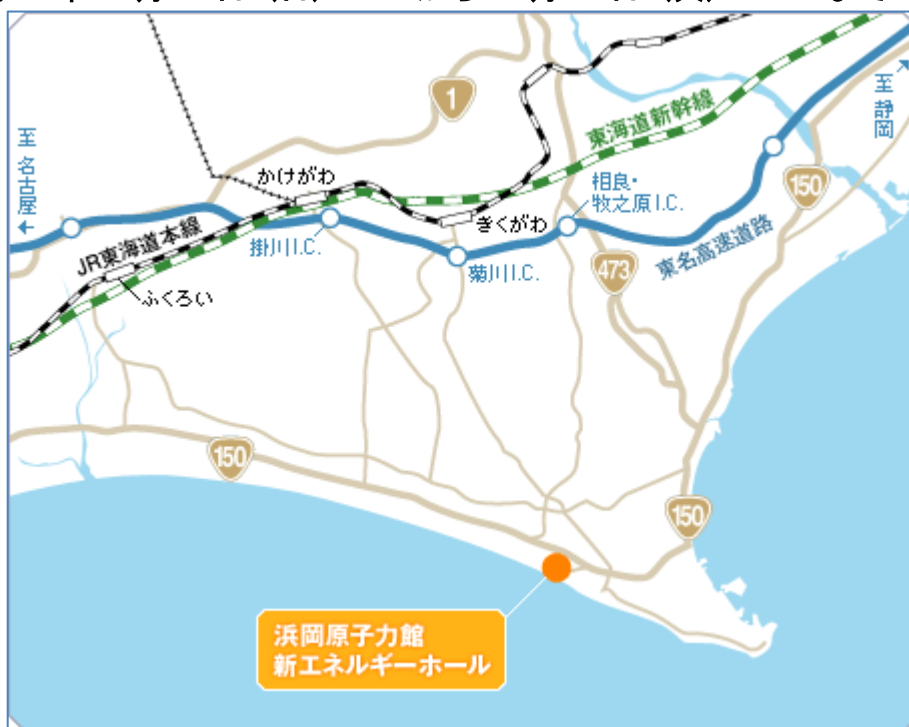 1
至 静岡
東海道新幹線
至 名古屋
かけがわ
相良・
牧之原I.C.
150
きくがわ
掛川I.C.
JR東海道本線
東名高速道路
菊川I.C.
473
ふくろい
150
150
浜岡原子力館
新エネルギーホール